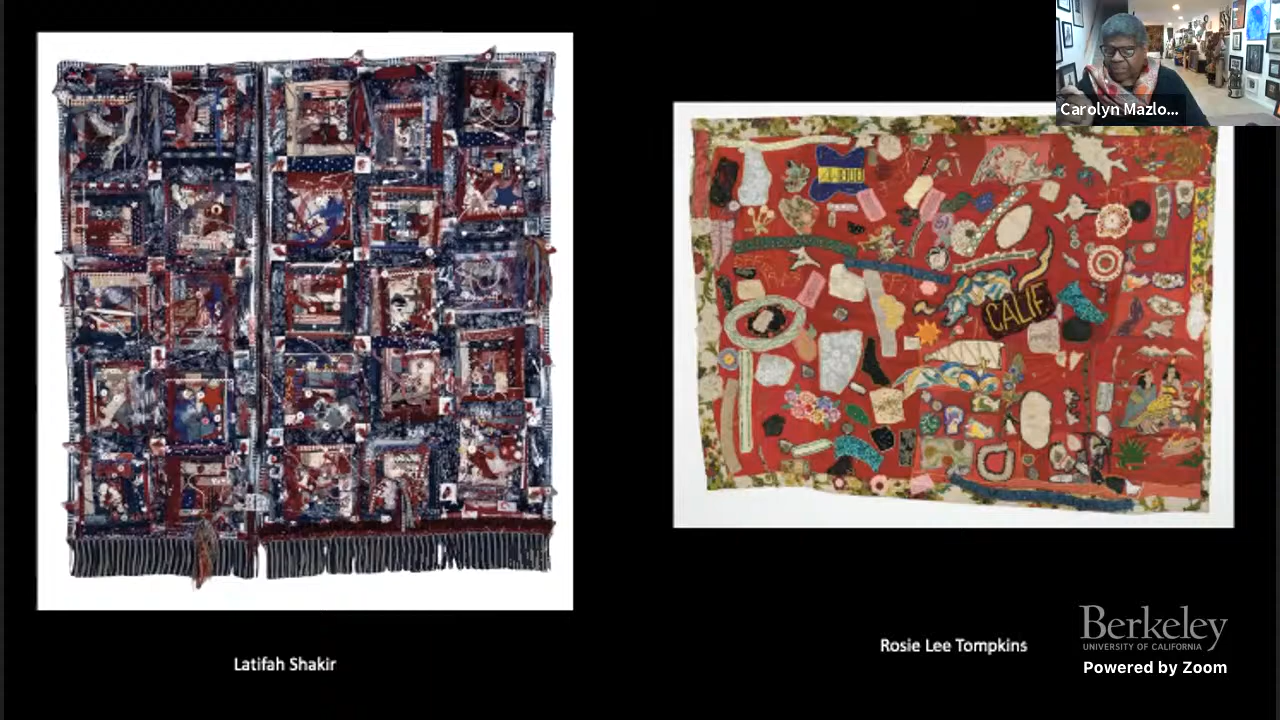 Carolyn Mazlo...
CALIF.
Latifah Shakir
Rosie Lee Tompkins
Berkeley
UNIVERSITY OF CALIFORNIA
Powered by Zoom